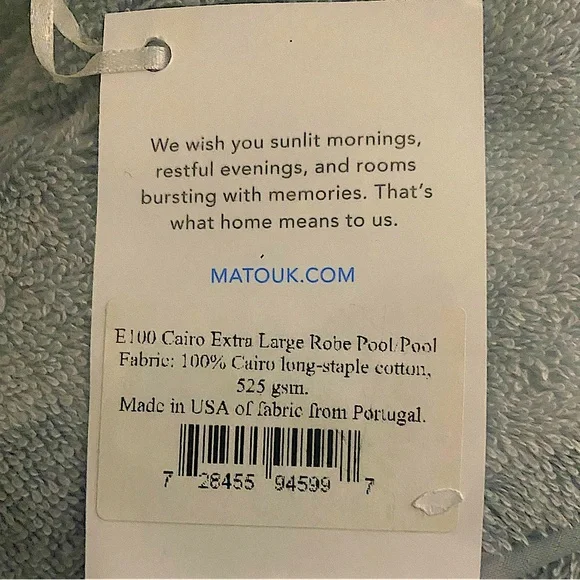 We wish you sunlit mornings,
restful evenings, and rooms
bursting with memories. That's
what home means to us.
MATOUK.COM
E100 Cairo Extra Large Robe Pool/Pool
Fabric: 100% Cairo long-staple cotton,
525 gsm.
Made in USA of fabric from Portugal.
7 28455 94599 7